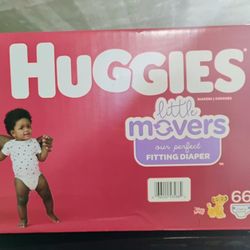 HUGGIES
little
movers
our perfect
FITTING DIAPER
66